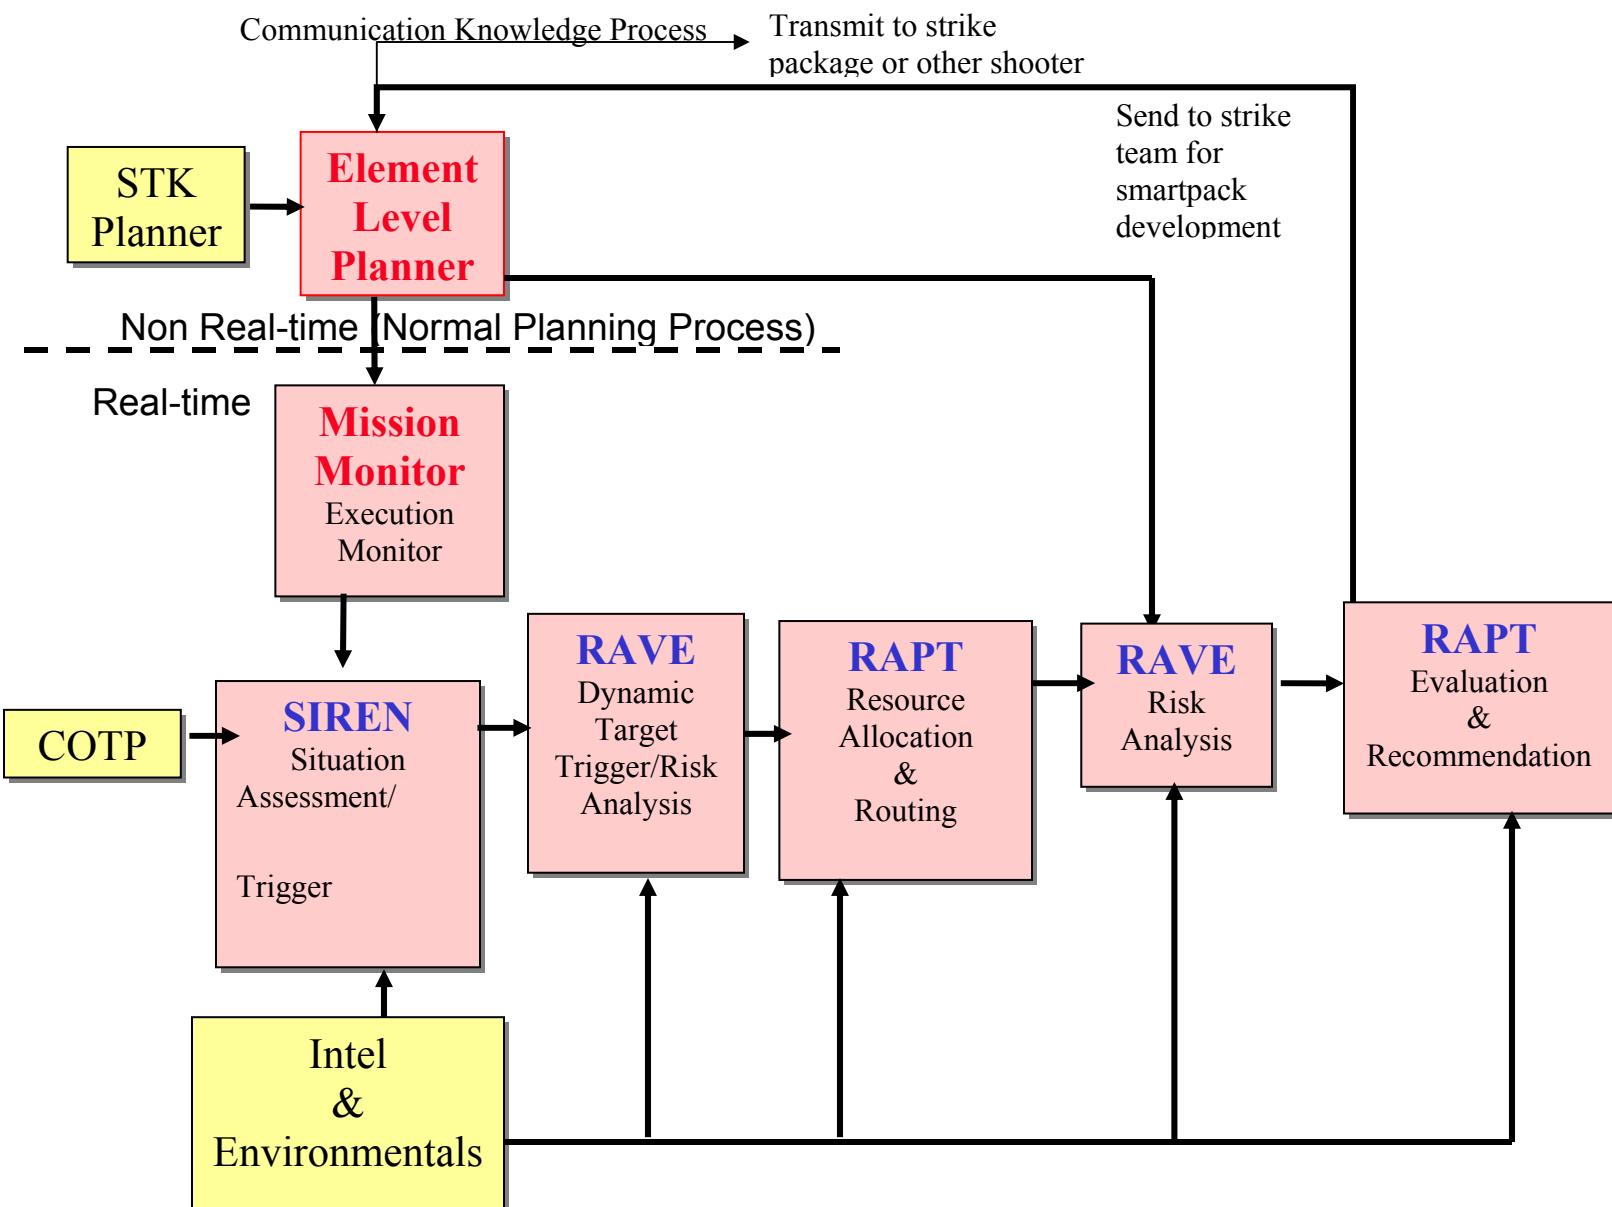 Communication Knowledge Process
Transmit to strike
package or other shooter
Send to strike
team for
smartpack
development
STK
Planner
Element
Level
Planner
Non Real-time (Normal Planning Process)
Real-time
Mission
Monitor
Execution
Monitor
COTP
SIREN
Situation
Assessment/
Trigger
RAVE
Dynamic
Target
Trigger/Risk
Analysis
RAPT
Resource
Allocation
&
Routing
RAVE
Risk
Analysis
RAPT
Evaluation
&
Recommendation
Intel
&
Environmentals